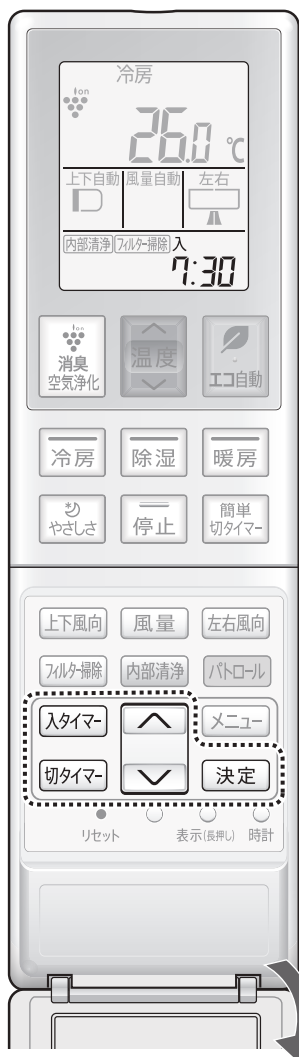 冷房
ion
26.0 ℃
上下自動 風量自動 左右
内部清浄 フィルター掃除 入
7:30
ion
消臭
空気浄化
温度
エコ自動
冷房 除湿 暖房
やさしさ 停止 簡単
切タイマー
上下風向 風量 左右風向
フィルター掃除 内部清浄 パトロール
入タイマー メニュー
切タイマー 決定
リセット 表示(長押し) 時計